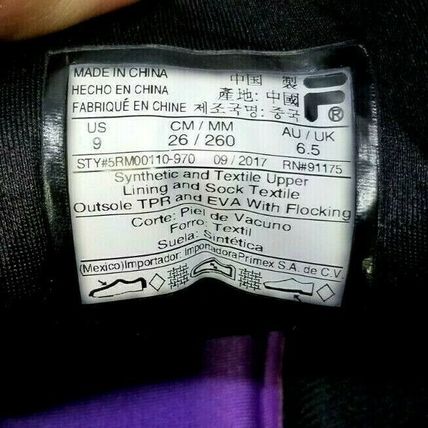 MADE IN CHINA 中国 製
HECHO EN CHINA 産地: 中國
FABRIQUÉ EN CHINE 제조국명: 중국
F®
US CM / MM AU / UK
9 26 / 260 6.5
STY#5RM00110-970 09 / 2017 RN#91175
Synthetic and Textile Upper
Lining and Sock Textile
Outsole TPR and EVA With Flocking
Corte: Piel de Vacuno
Forro: Textil
Suela: Sintética
(Mexico)Importador: ImportadoraPrimex S.A. de C.V.